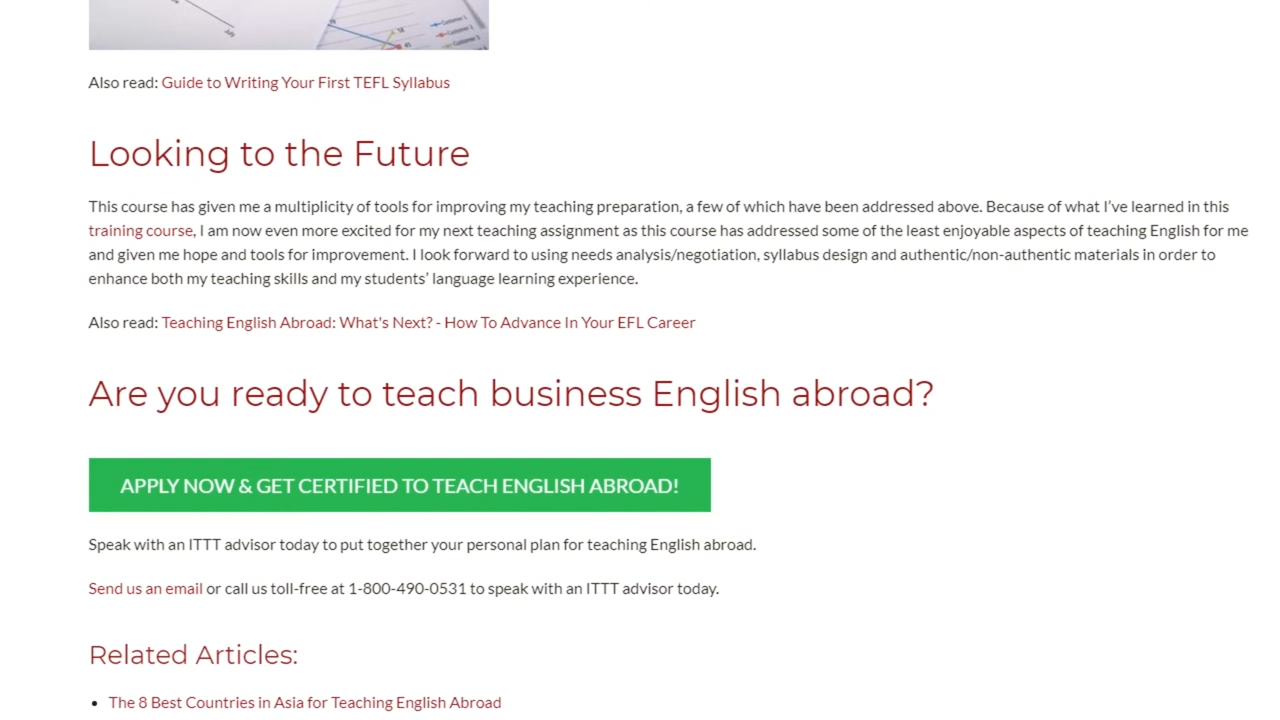 July
58
45
Customer 1
Customer 2
Customer 3
Also read: Guide to Writing Your First TEFL Syllabus
Looking to the Future
This course has given me a multiplicity of tools for improving my teaching preparation, a few of which have been addressed above. Because of what I’ve learned in this
training course, I am now even more excited for my next teaching assignment as this course has addressed some of the least enjoyable aspects of teaching English for me
and given me hope and tools for improvement. I look forward to using needs analysis/negotiation, syllabus design and authentic/non-authentic materials in order to
enhance both my teaching skills and my students’ language learning experience.
Also read: Teaching English Abroad: What's Next? - How To Advance In Your EFL Career
Are you ready to teach business English abroad?
APPLY NOW & GET CERTIFIED TO TEACH ENGLISH ABROAD!
Speak with an ITTT advisor today to put together your personal plan for teaching English abroad.
Send us an email or call us toll-free at 1-800-490-0531 to speak with an ITTT advisor today.
Related Articles:
The 8 Best Countries in Asia for Teaching English Abroad